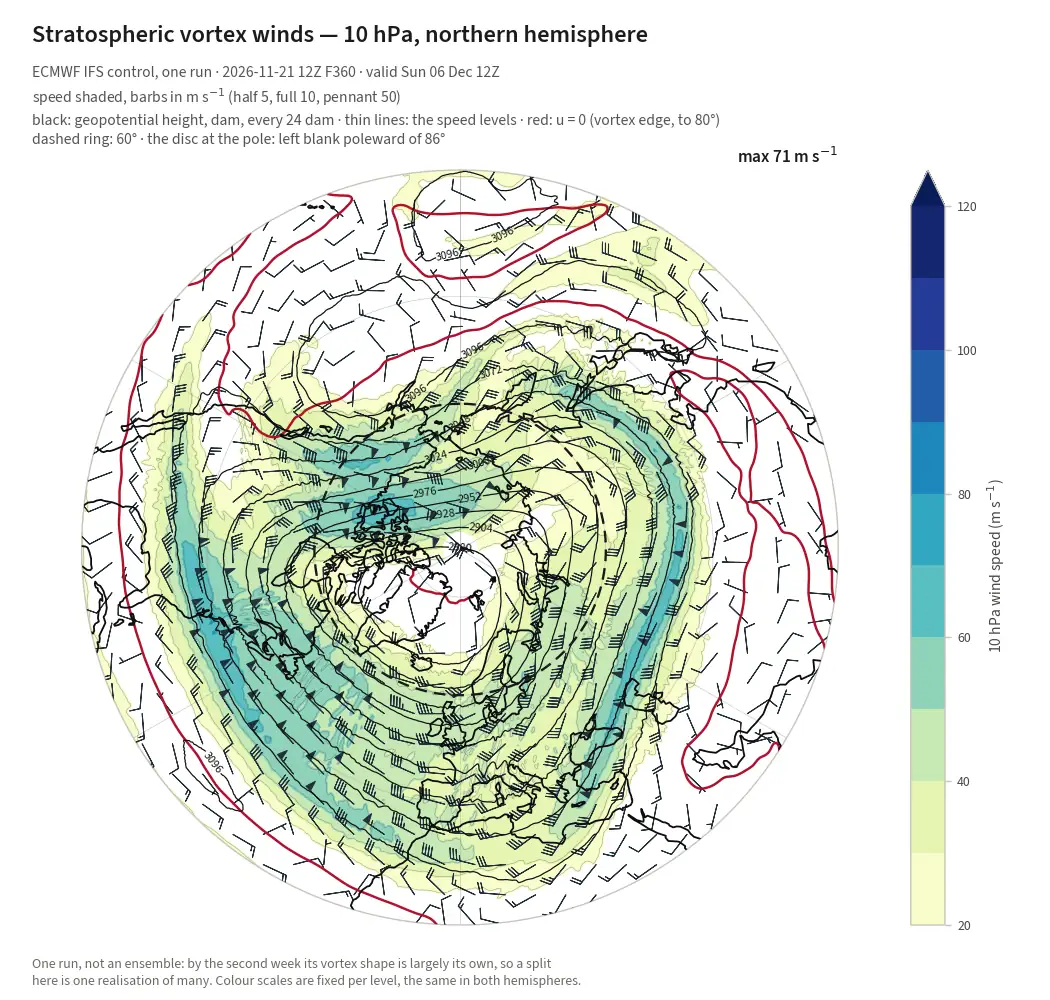 Stratospheric vortex winds — 10 hPa, northern hemisphere
ECMWF IFS control, one run · 2026-11-21 12Z F360 · valid Sun 06 Dec 12Z
speed shaded, barbs in m s⁻¹ (half 5, full 10, pennant 50)
black: geopotential height, dam, every 24 dam · thin lines: the speed levels · red: u = 0 (vortex edge, to 80°)
dashed ring: 60° · the disc at the pole: left blank poleward of 86°
max 71 m s⁻¹
120
100
80
60
40
20
10 hPa wind speed (m s⁻¹)
3096
3096
3096
3096
3024
2976
2952
2928
2904
3096
One run, not an ensemble: by the second week its vortex shape is largely its own, so a split
here is one realisation of many. Colour scales are fixed per level, the same in both hemispheres.